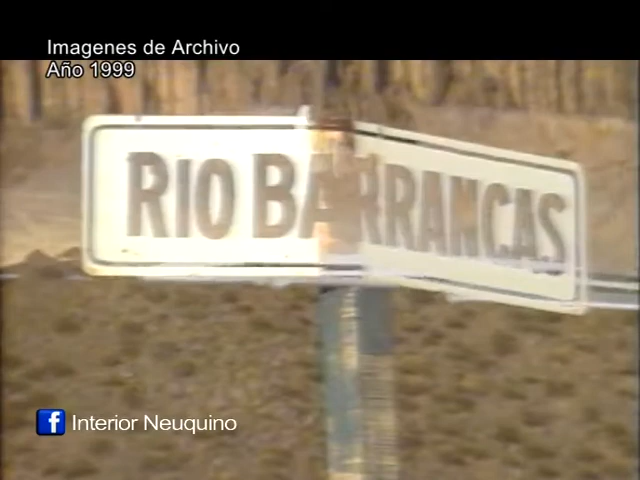 Imagenes de Archivo
Año 1999
RIO BARRANCAS
Interior Neuquino